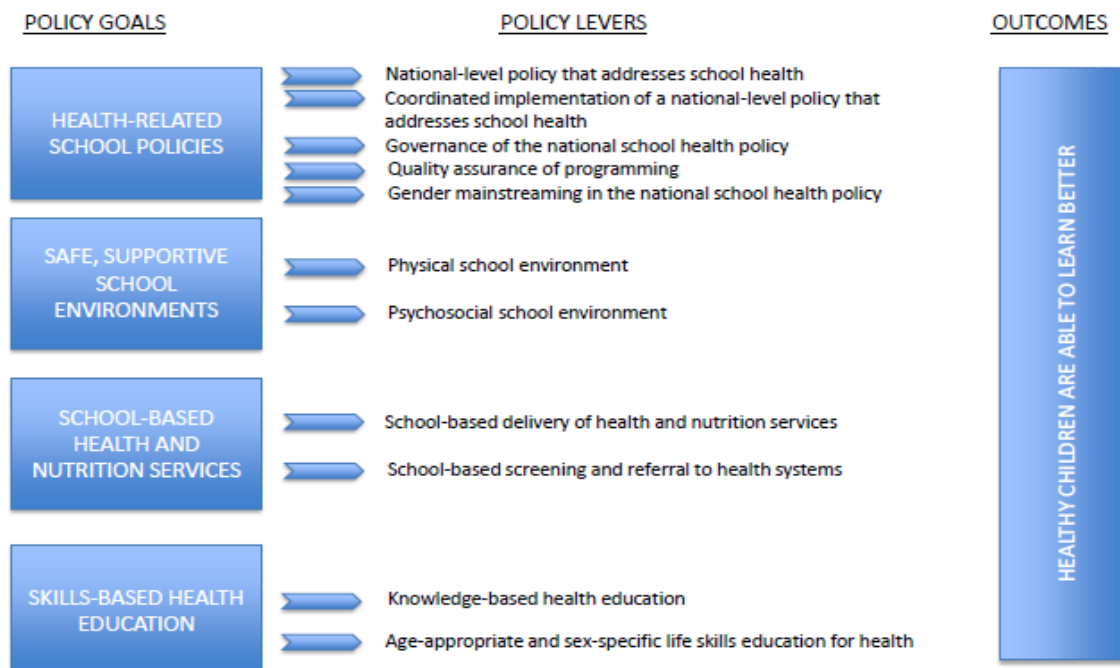 POLICY GOALS
POLICY LEVERS
OUTCOMES
HEALTH-RELATED
SCHOOL POLICIES
National-level policy that addresses school health
Coordinated implementation of a national-level policy that
addresses school health
Governance of the national school health policy
Quality assurance of programming
Gender mainstreaming in the national school health policy
SAFE, SUPPORTIVE
SCHOOL
ENVIRONMENTS
Physical school environment
Psychosocial school environment
SCHOOL-BASED
HEALTH AND
NUTRITION SERVICES
School-based delivery of health and nutrition services
School-based screening and referral to health systems
SKILLS-BASED HEALTH
EDUCATION
Knowledge-based health education
Age-appropriate and sex-specific life skills education for health
HEALTHY CHILDREN ARE ABLE TO LEARN BETTER